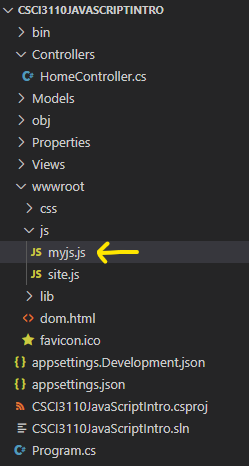 CSCI3110JAVASCRIPTINTRO
bin
Controllers
HomeController.cs
Models
obj
Properties
Views
wwwroot
css
js
JS myjs.js
JS site.js
lib
dom.html
favicon.ico
appsettings.Development.json
appsettings.json
CSCI3110JavaScriptIntro.csproj
CSCI3110JavaScriptIntro.sln
Program.cs